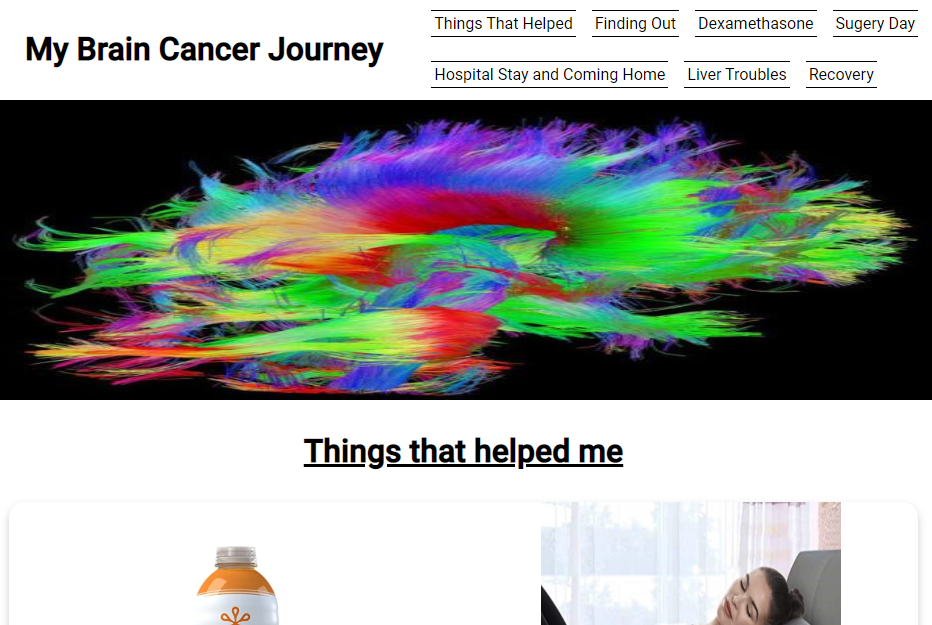 My Brain Cancer Journey
Things That Helped Finding Out Dexamethasone Sugery Day
Hospital Stay and Coming Home Liver Troubles Recovery
Things that helped me